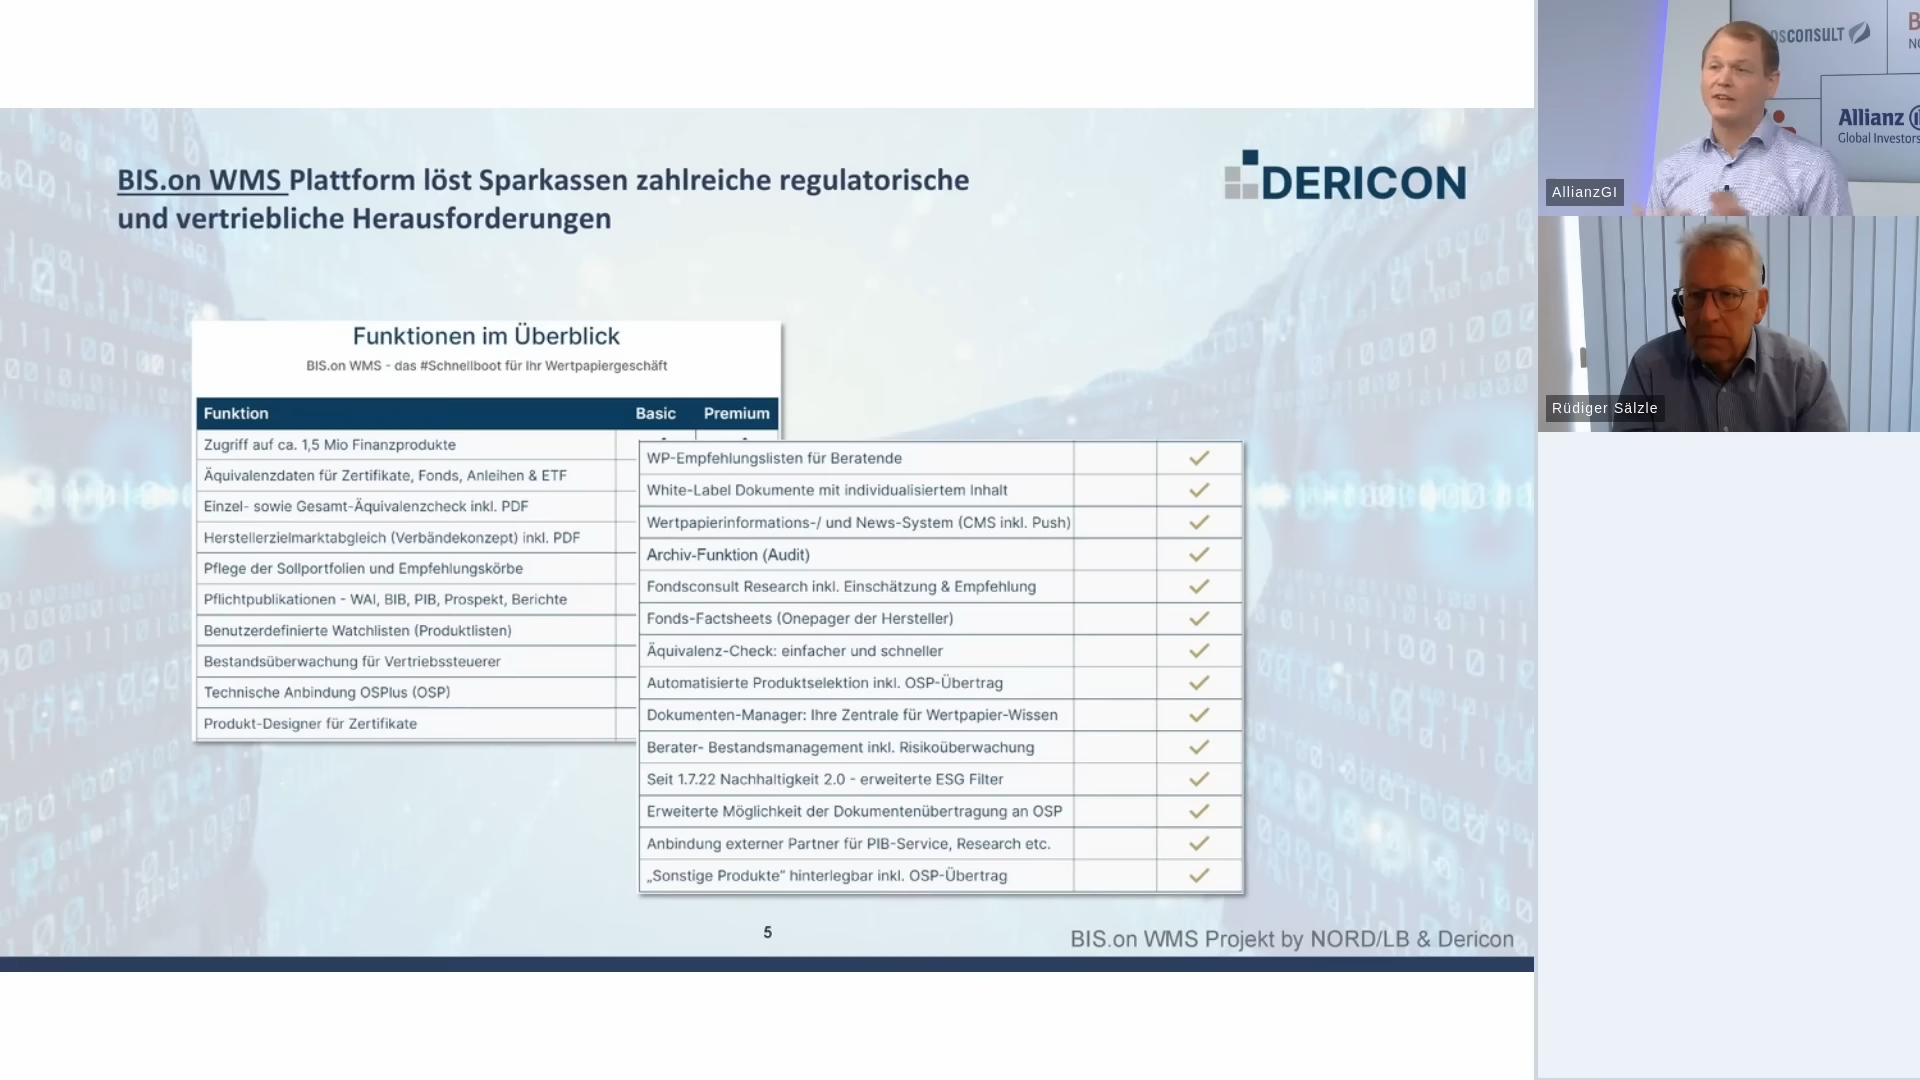 BIS.on WMS Plattform löst Sparkassen zahlreiche regulatorische
und vertriebliche Herausforderungen
DERICON
Funktionen im Überblick
BIS.on WMS - das #Schnellboot für Ihr Wertpapiergeschäft
Funktion Basic Premium
Zugriff auf ca. 1,5 Mio Finanzprodukte
Äquivalenzdaten für Zertifikate, Fonds, Anleihen & ETF
Einzel- sowie Gesamt-Äquivalenzcheck inkl. PDF
Herstellerzielmarktabgleich (Verbändekonzept) inkl. PDF
Pflege der Sollportfolien und Empfehlungskörbe
Pflichtpublikationen - WAI, BIB, PIB, Prospekt, Berichte
Benutzerdefinierte Watchlisten (Produktlisten)
Bestandsüberwachung für Vertriebssteuerer
Technische Anbindung OSPlus (OSP)
Produkt-Designer für Zertifikate
WP-Empfehlungslisten für Beratende
White-Label Dokumente mit individualisiertem Inhalt
Wertpapierinformations-/ und News-System (CMS inkl. Push)
Archiv-Funktion (Audit)
Fondsconsult Research inkl. Einschätzung & Empfehlung
Fonds-Factsheets (Onepager der Hersteller)
Äquivalenz-Check: einfacher und schneller
Automatisierte Produktselektion inkl. OSP-Übertrag
Dokumenten-Manager: Ihre Zentrale für Wertpapier-Wissen
Berater- Bestandsmanagement inkl. Risikoüberwachung
Seit 1.7.22 Nachhaltigkeit 2.0 - erweiterte ESG Filter
Erweiterte Möglichkeit der Dokumentenübertragung an OSP
Anbindung externer Partner für PIB-Service, Research etc.
„Sonstige Produkte“ hinterlegbar inkl. OSP-Übertrag
5
BIS.on WMS Projekt by NORD/LB & Dericon
Allianz
Global Investors
AllianzGI
Rüdiger Sälzle